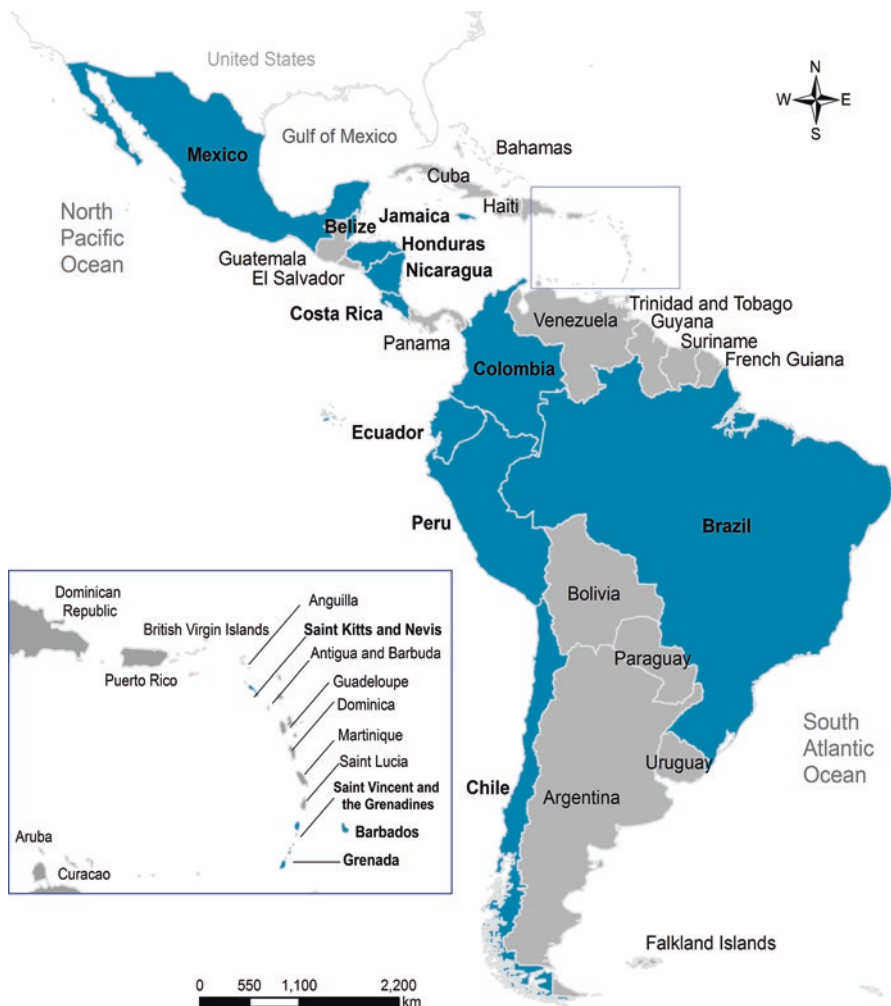 N
W E
S
United States
Gulf of Mexico
Bahamas
Mexico
Cuba
North
Pacific
Ocean
Jamaica
Haiti
Belize
Honduras
Guatemala
El Salvador
Nicaragua
Costa Rica
Panama
Venezuela
Trinidad and Tobago
Guyana
Suriname
French Guiana
Colombia
Ecuador
Peru
Brazil
Bolivia
Paraguay
Uruguay
South
Atlantic
Ocean
Chile
Argentina
Falkland Islands
Dominican
Republic
Anguilla
British Virgin Islands
Saint Kitts and Nevis
Antigua and Barbuda
Puerto Rico
Guadeloupe
Dominica
Martinique
Saint Lucia
Saint Vincent and
the Grenadines
Barbados
Aruba
Curacao
Grenada
0 550 1,100 2,200
km